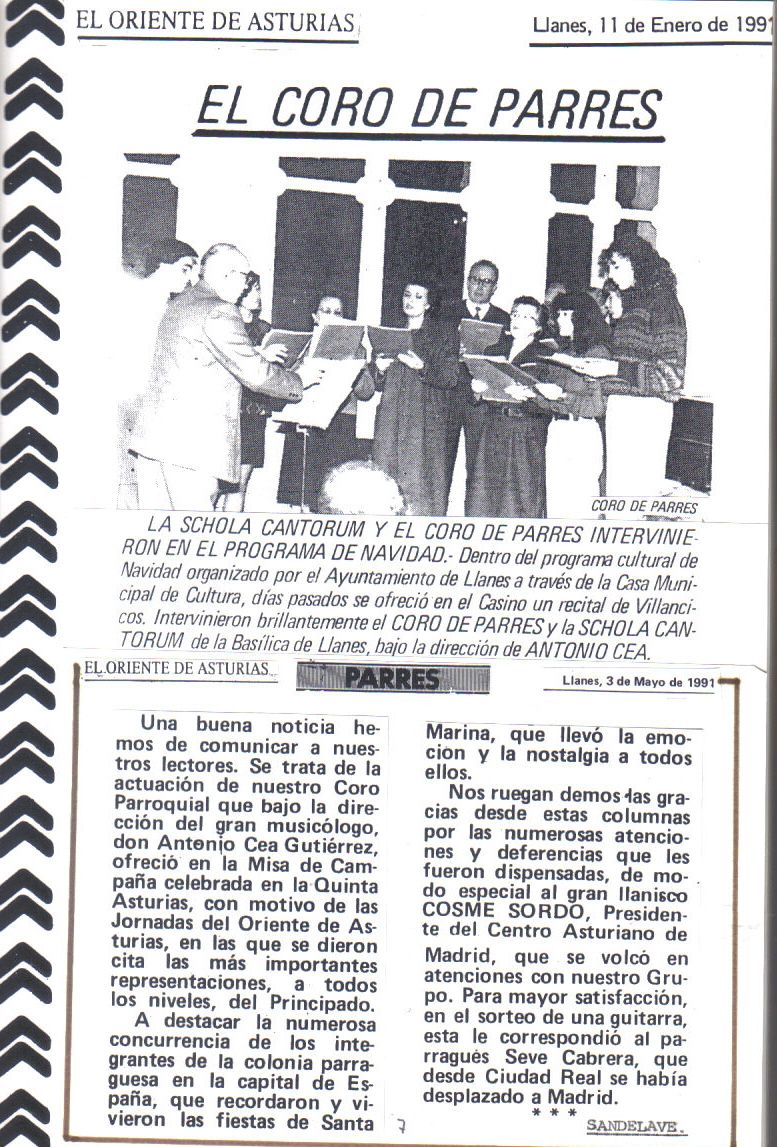 EL ORIENTE DE ASTURIAS
Llanes, 11 de Enero de 1991
EL CORO DE PARRES
CORO DE PARRES
LA SCHOLA CANTORUM Y EL CORO DE PARRES INTERVINIE-
RON EN EL PROGRAMA DE NAVIDAD.- Dentro del programa cultural de
Navidad organizado por el Ayuntamiento de Llanes a través de la Casa Muni-
cipal de Cultura, días pasados se ofreció en el Casino un recital de Villanci-
cos. Intervinieron brillantemente el CORO DE PARRES y la SCHOLA CAN-
TORUM de la Basílica de Llanes, bajo la dirección de ANTONIO CEA.
EL ORIENTE DE ASTURIAS
PARRES
Llanes, 3 de Mayo de 1991
Una buena noticia he-
mos de comunicar a nues-
tros lectores. Se trata de la
actuación de nuestro Coro
Parroquial que bajo la dire-
cción del gran musicólogo,
don Antonio Cea Gutiérrez,
ofreció en la Misa de Cam-
paña celebrada en la Quinta
Asturias, con motivo de las
Jornadas del Oriente de As-
turias, en las que se dieron
cita las más importantes
representaciones, a todos
los niveles, del Principado.
A destacar la numerosa
concurrencia de los inte-
grantes de la colonia parra-
guesa en la capital de Es-
paña, que recordaron y vi-
vieron las fiestas de Santa
Marina, que llevó la emo-
ción y la nostalgia a todos
ellos.
Nos ruegan demos las gra-
cias desde estas columnas
por las numerosas atencio-
nes y deferencias que les
fueron dispensadas, de mo-
do especial al gran llanisco
COSME SORDO, Presiden-
te del Centro Asturiano de
Madrid, que se volcó en
atenciones con nuestro Gru-
po. Para mayor satisfacción,
en el sorteo de una guitarra,
esta le correspondió al pa-
rragués Seve Cabrera, que
desde Ciudad Real se había
desplazado a Madrid.
* * *
SANDELAVE.
7